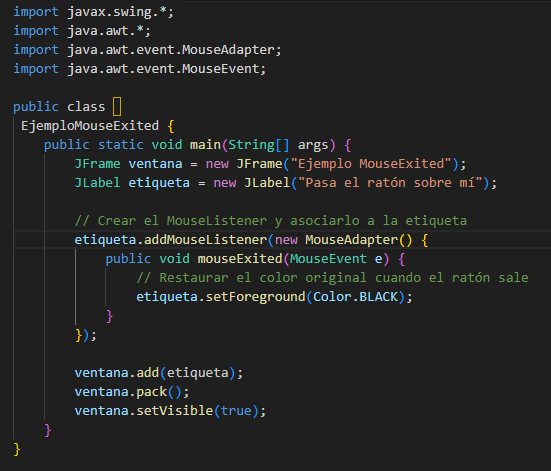 import javax.swing.*;
import java.awt.*;
import java.awt.event.MouseAdapter;
import java.awt.event.MouseEvent;

public class 
 EjemploMouseExited {
    public static void main(String[] args) {
        JFrame ventana = new JFrame("Ejemplo MouseExited");
        JLabel etiqueta = new JLabel("Pasa el ratón sobre mí");

        // Crear el MouseListener y asociarlo a la etiqueta
        etiqueta.addMouseListener(new MouseAdapter() {
            public void mouseExited(MouseEvent e) {
                // Restaurar el color original cuando el ratón sale
                etiqueta.setForeground(Color.BLACK);
            }
        });

        ventana.add(etiqueta);
        ventana.pack();
        ventana.setVisible(true);
    }
}